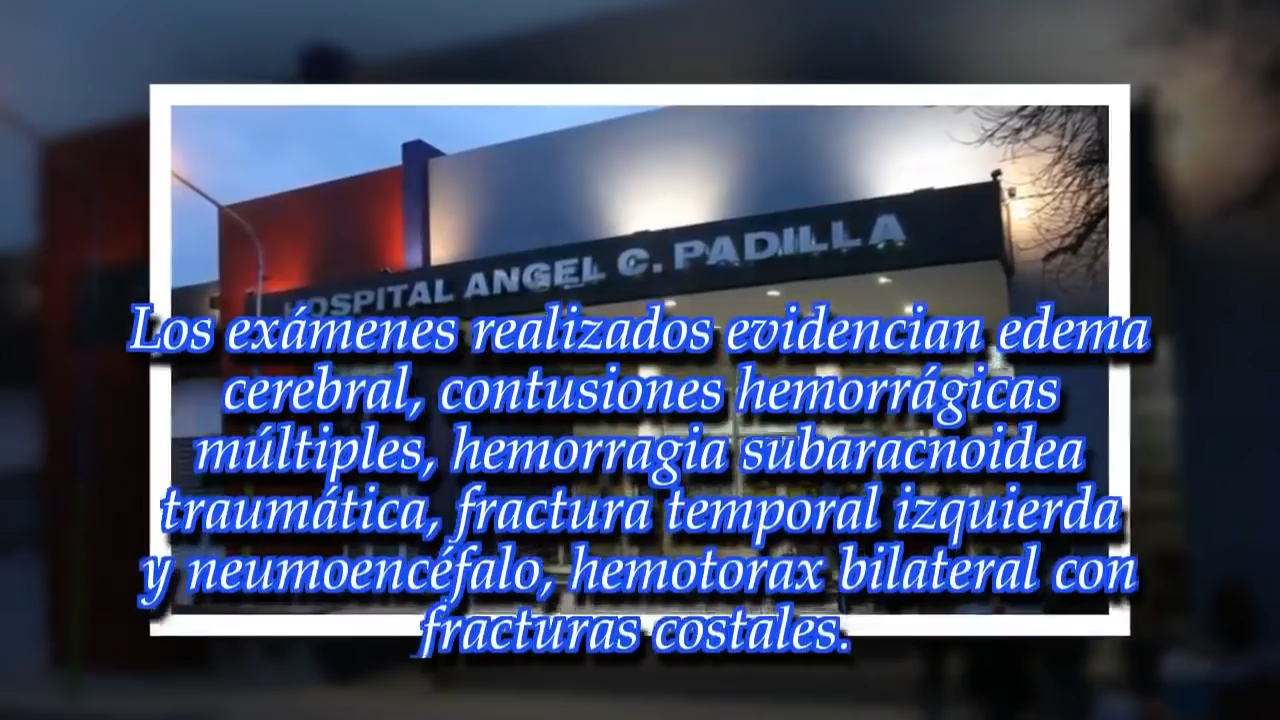 HOSPITAL ANGEL C. PADILLA
Los exámenes realizados evidencian edema
cerebral, contusiones hemorrágicas
múltiples, hemorragia subaracnoidea
traumática, fractura temporal izquierda
y neumoencéfalo, hemotorax bilateral con
fracturas costales.